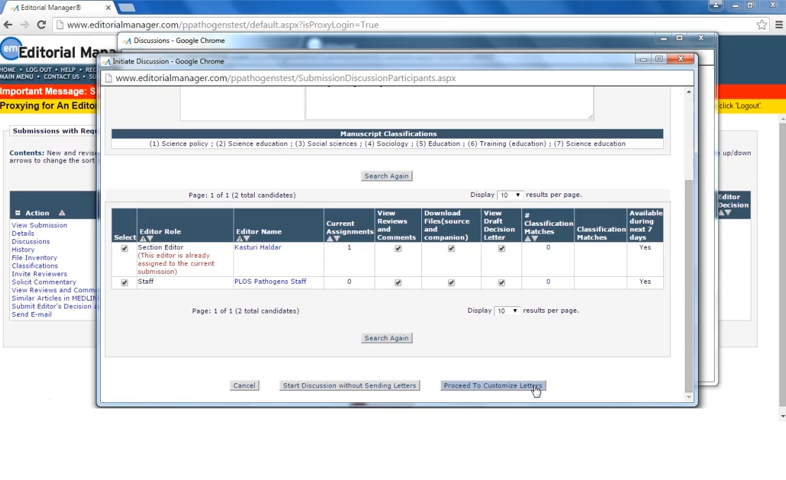 Editorial Manager®
www.editorialmanager.com/ppathogenstest/default.aspx?isProxyLogin=True
em
Editorial Mana
HOME • LOG OUT • HELP •
MAIN MENU • CONTACT US •
Important Message: S
Proxying for An Editor
click 'Logout'.
Submissions with Requ
Contents: New and revise
arrows to change the sort
up/down
Action
Editor
Decision
View Submission
Details
Discussions
History
File Inventory
Classifications
Invite Reviewers
Solicit Commentary
View Reviews and Comme
Similar Articles in MEDLIN
Submit Editor's Decision a
Send E-mail
Discussions - Google Chrome
Initiate Discussion - Google Chrome
www.editorialmanager.com/ppathogenstest/SubmissionDiscussionParticipants.aspx
Manuscript Classifications
(1) Science policy ; (2) Science education ; (3) Social sciences ; (4) Sociology ; (5) Education ; (6) Training (education) ; (7) Science education
Search Again
Page: 1 of 1 (2 total candidates) Display 10 results per page.
Select Editor Role Editor Name Current Assignments View Reviews and Comments Download Files(source and companion) View Draft Decision Letter # Classification Matches Classification Matches Available during next 7 days
Section Editor Kasturi Haldar 1 0 Yes
(This editor is already
assigned to the current
submission)
Staff PLOS Pathogens Staff 0 0 Yes
Page: 1 of 1 (2 total candidates) Display 10 results per page.
Search Again
Cancel Start Discussion without Sending Letters Proceed To Customize Letters